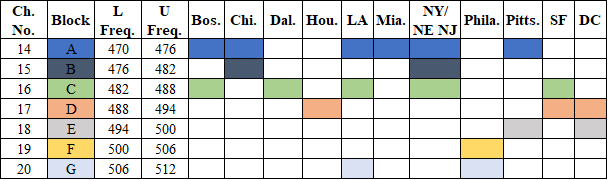 Ch. No. Block L Freq. U Freq. Bos. Chi. Dal. Hou. LA Mia. NY/ NE NJ Phila. Pitts. SF DC
14 A 470 476
15 B 476 482
16 C 482 488
17 D 488 494
18 E 494 500
19 F 500 506
20 G 506 512